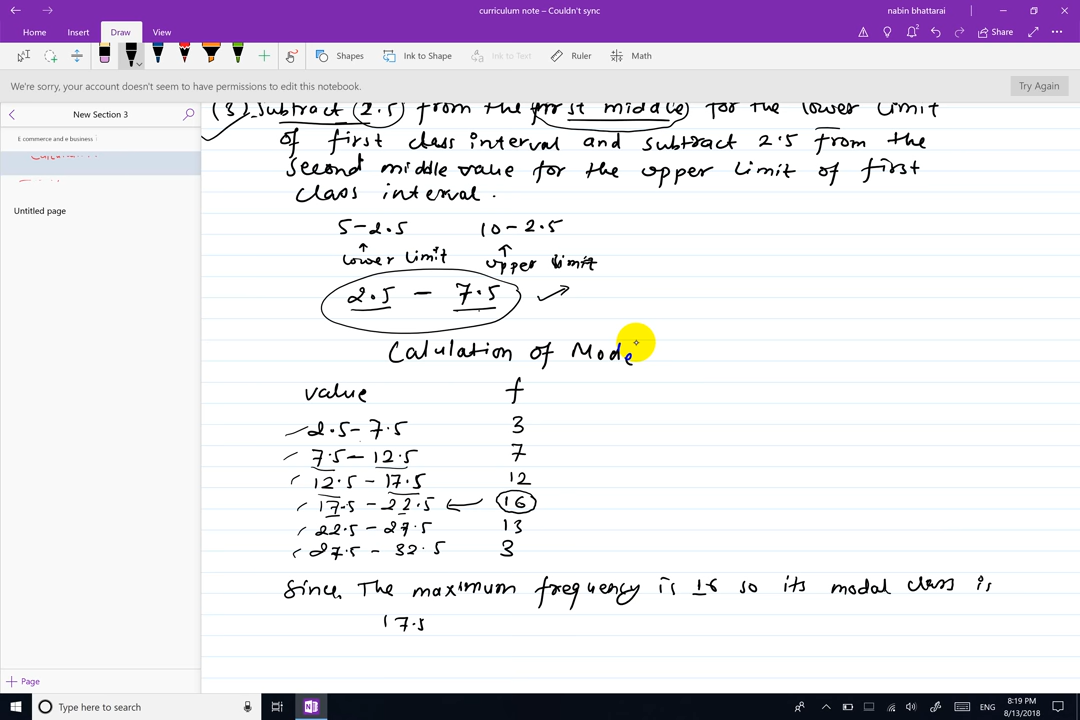 curriculum note - Couldn't sync
nabin bhattarai
Home Insert Draw View
Share
Shapes Ink to Shape Ink to Text Ruler Math
We're sorry, your account doesn't seem to have permissions to edit this notebook.
Try Again
New Section 3
E commerce and e business
Untitled page
(3) Subtract (2.5) from the first middle) for the lower limit
of first class interval and subtract 2.5 from the
second middle value for the upper limit of first
class interval.
5-2.5 10-2.5
lower limit upper limit
2.5 - 7.5
Calulation of Mode
value f
2.5-7.5 3
7.5-12.5 7
12.5-17.5 12
17.5-22.5 16
22.5-27.5 13
27.5-32.5 3
Since, The maximum frequency is 16 so its modal class is
17.5
Page
Type here to search
ENG
8:19 PM
8/13/2018